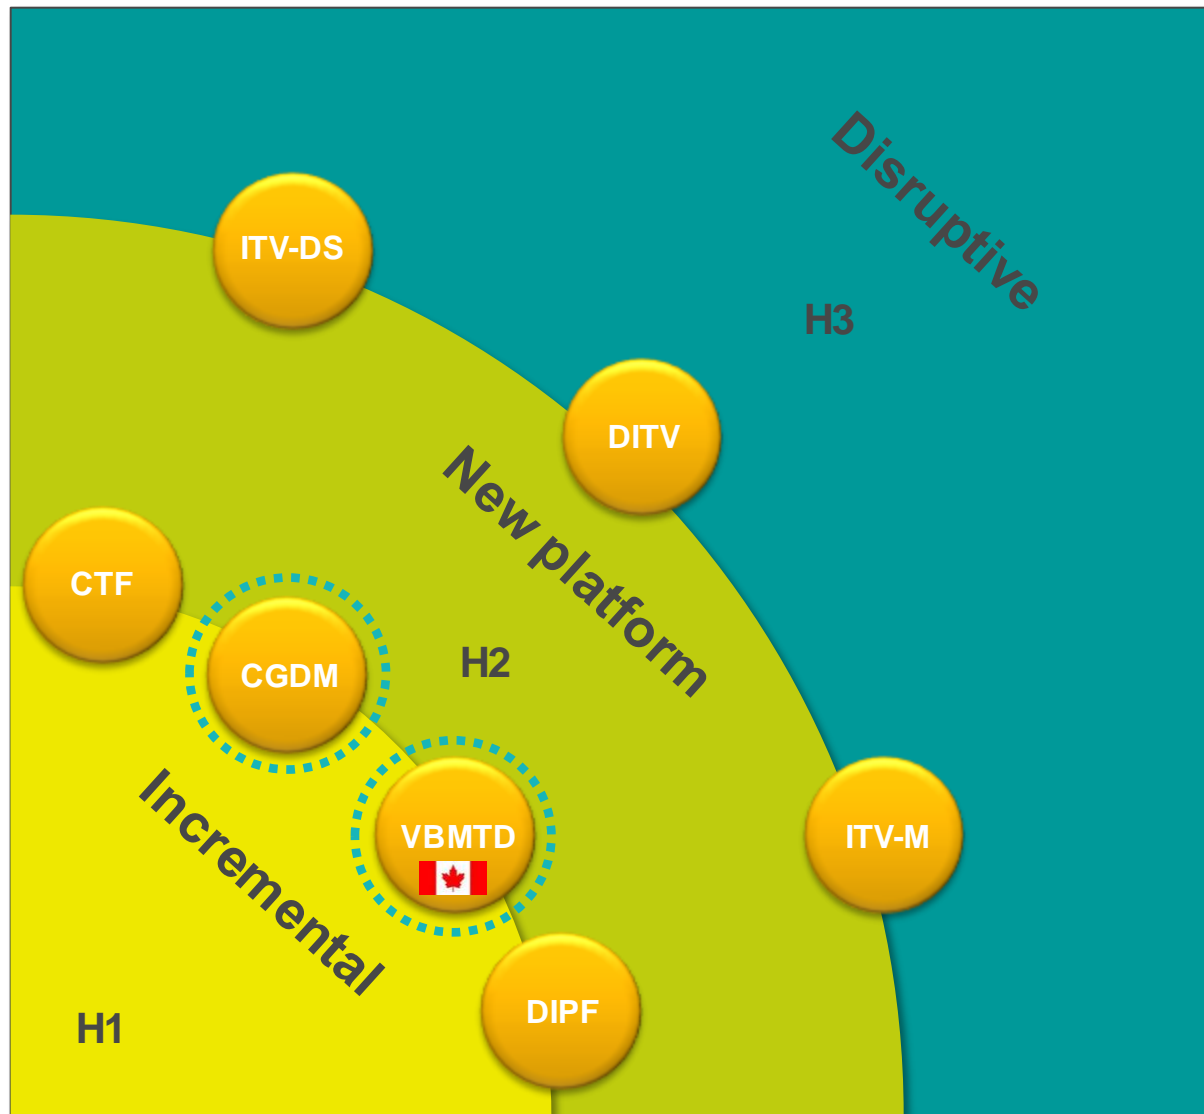 Disruptive
ITV-DS
H3
DITV
New platform
CTF
H2
CGDM
VBMTD
ITV-M
Incremental
DIPF
H1